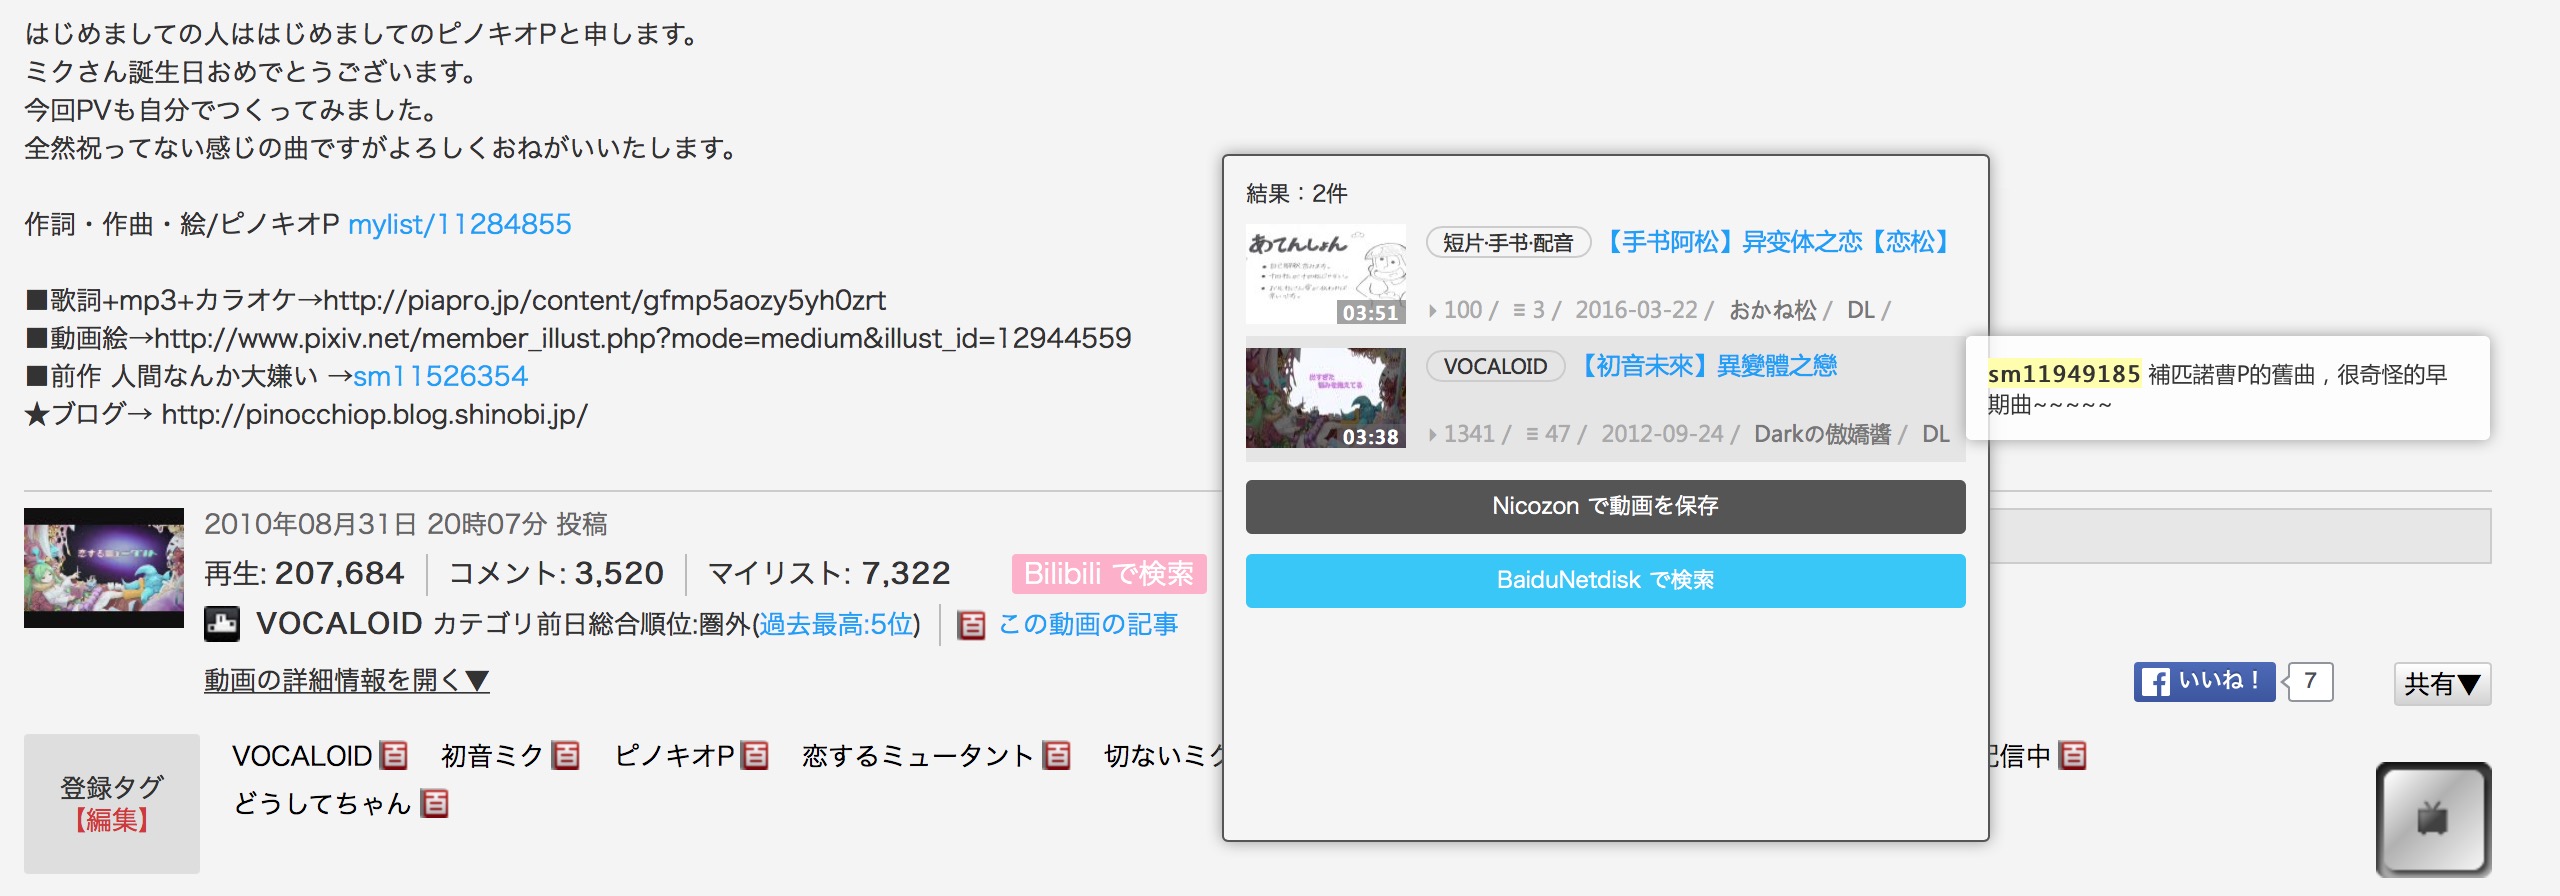 はじめましての人ははじめましてのピノキオPと申します。
ミクさん誕生日おめでとうございます。
今回PVも自分でつくってみました。
全然祝ってない感じの曲ですがよろしくおねがいいたします。
作詞・作曲・絵/ピノキオP mylist/11284855
■歌詞+mp3+カラオケ→http://piapro.jp/content/gfmp5aozy5yh0zrt
■動画絵→http://www.pixiv.net/member_illust.php?mode=medium&illust_id=12944559
■前作 人間なんか大嫌い →sm11526354
★ブログ→ http://pinocchiop.blog.shinobi.jp/
2010年08月31日 20時07分 投稿
恋するミュータント
再生: 207,684 コメント: 3,520 マイリスト: 7,322 Bilibili で検索
VOCALOID カテゴリ前日総合順位:圏外(過去最高:5位) 百 この動画の記事
動画の詳細情報を開く▼
登録タグ
【編集】
VOCALOID 百 初音ミク 百 ピノキオP 百 恋するミュータント 百 切ないミク
配信中 百
どうしてちゃん 百
結果：2件
あてんしょん
03:51
短片·手书·配音 【手书阿松】异变体之恋【恋松】
100 / 3 / 2016-03-22 / おかね松 / DL /
03:38
VOCALOID 【初音未來】異變體之戀
1341 / 47 / 2012-09-24 / Darkの傲嬌醬 / DL
Nicozon で動画を保存
BaiduNetdisk で検索
sm11949185 補匹諾曹P的舊曲，很奇怪的早
期曲~~~~~
いいね！ 7
共有▼